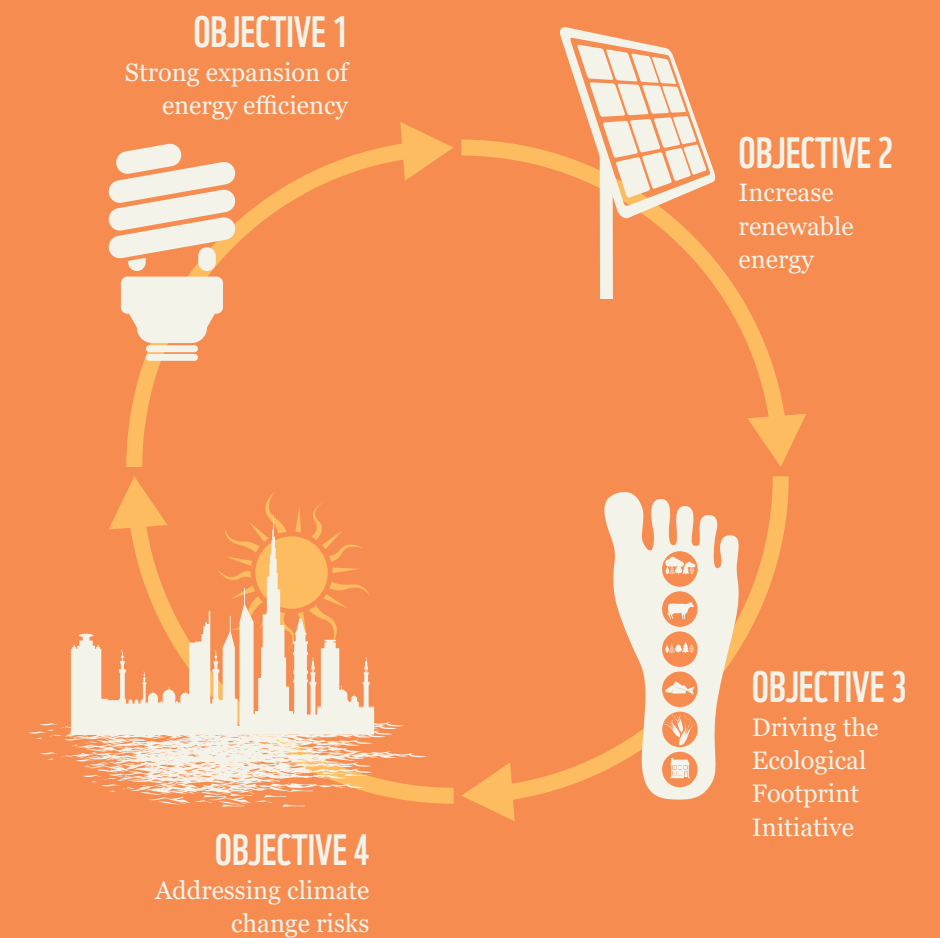 OBJECTIVE 1
Strong expansion of
energy efficiency
OBJECTIVE 2
Increase
renewable
energy
OBJECTIVE 3
Driving the
Ecological
Footprint
Initiative
OBJECTIVE 4
Addressing climate
change risks